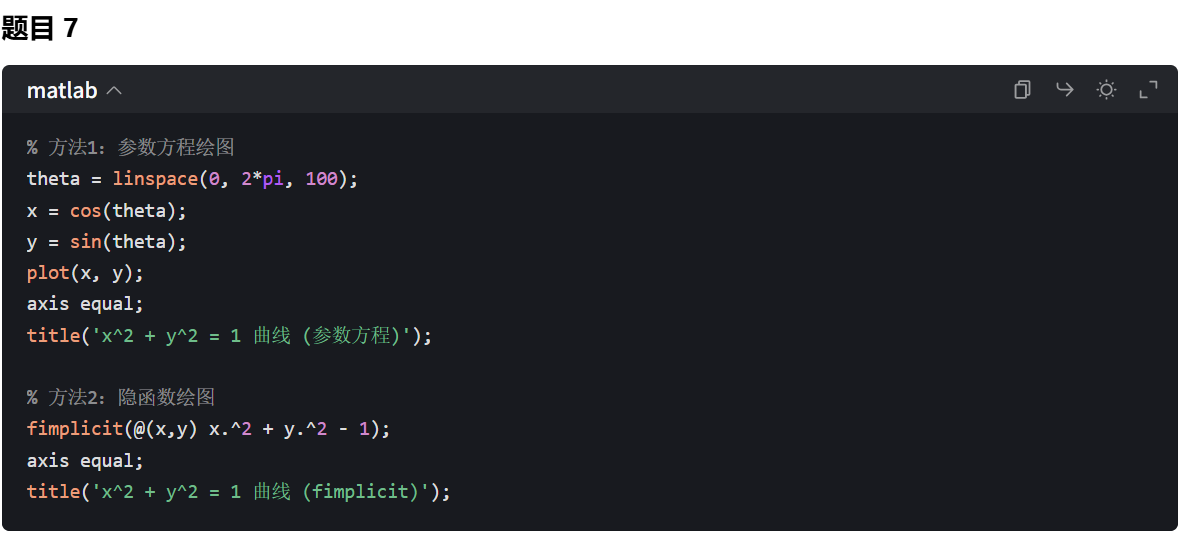 题目 7
matlab
% 方法1：参数方程绘图
theta = linspace(0, 2*pi, 100);
x = cos(theta);
y = sin(theta);
plot(x, y);
axis equal;
title('x^2 + y^2 = 1 曲线 (参数方程)');
% 方法2：隐函数绘图
fimplicit(@(x,y) x.^2 + y.^2 - 1);
axis equal;
title('x^2 + y^2 = 1 曲线 (fimplicit)');